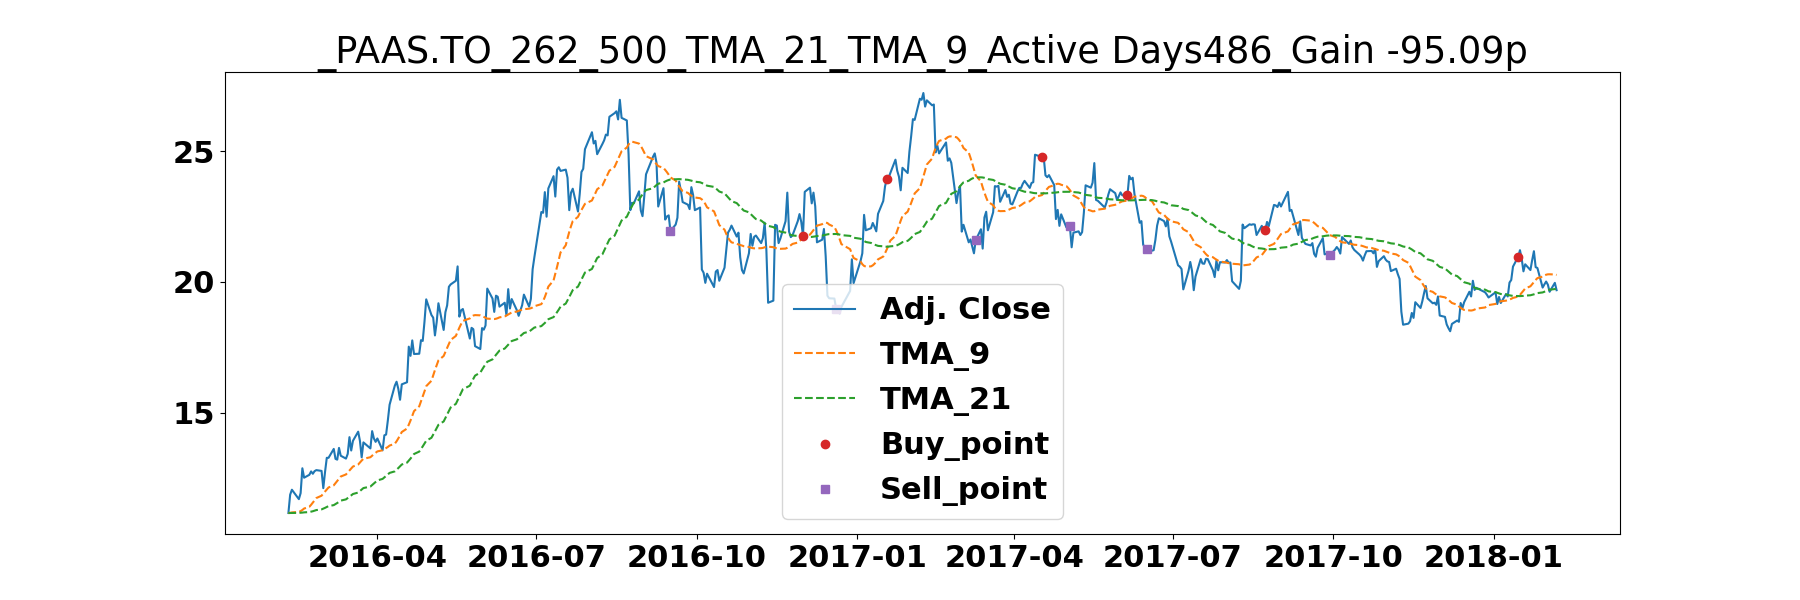 _PAAS.TO_262_500_TMA_21_TMA_9_Active Days486_Gain -95.09p
25
20
15
Adj. Close
TMA_9
TMA_21
Buy_point
Sell_point
2016-04 2016-07 2016-10 2017-01 2017-04 2017-07 2017-10 2018-01